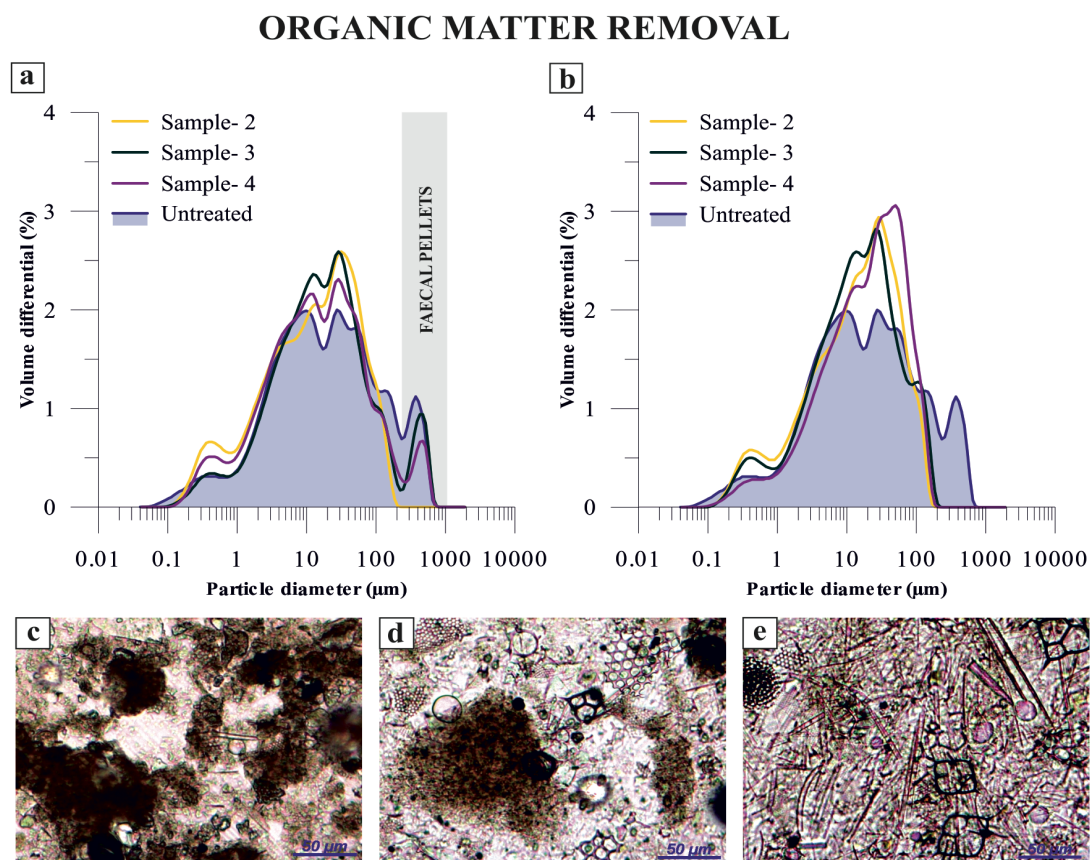 ORGANIC MATTER REMOVAL
a
4
3
2
1
0
Volume differential (%)
Sample- 2
Sample- 3
Sample- 4
Untreated
FAECAL PELLETS
0.01 0.1 1 10 100 1000 10000
Particle diameter (μm)
b
4
3
2
1
0
Volume differential (%)
Sample- 2
Sample- 3
Sample- 4
Untreated
0.01 0.1 1 10 100 1000 10000
Particle diameter (μm)
c
50 μm
d
50 μm
e
50 μm